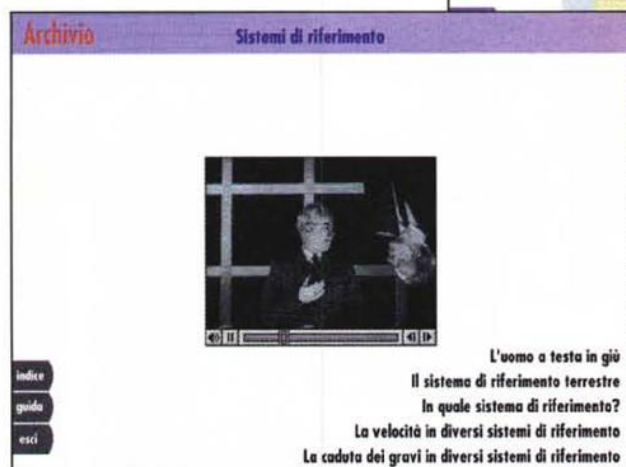 Archivio
Sistemi di riferimento
L'uomo a testa in giù
Il sistema di riferimento terrestre
In quale sistema di riferimento?
La velocità in diversi sistemi di riferimento
La caduta dei gravi in diversi sistemi di riferimento
indice
guida
esci